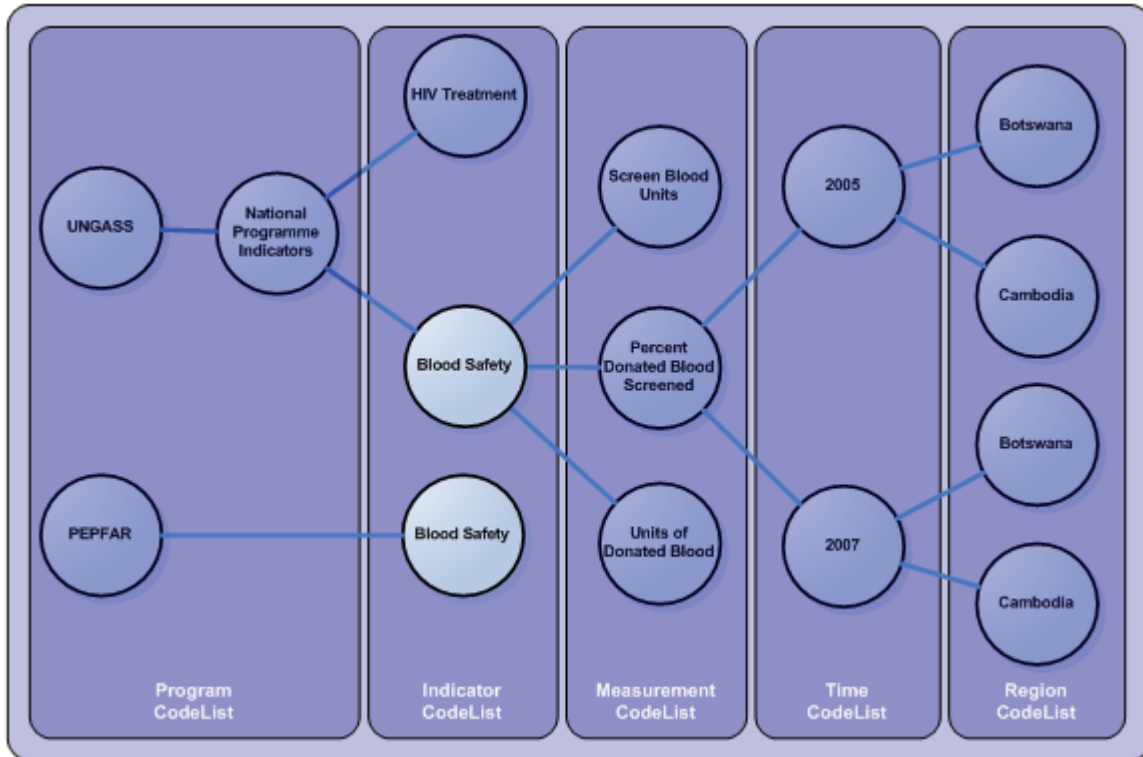 UNGASS
National
Programme
Indicators
PEPFAR
Program
CodeList
HIV Treatment
Blood Safety
Blood Safety
Indicator
CodeList
Screen Blood
Units
Percent
Donated Blood
Screened
Units of
Donated Blood
Measurement
CodeList
2005
2007
Time
CodeList
Botswana
Cambodia
Botswana
Cambodia
Region
CodeList